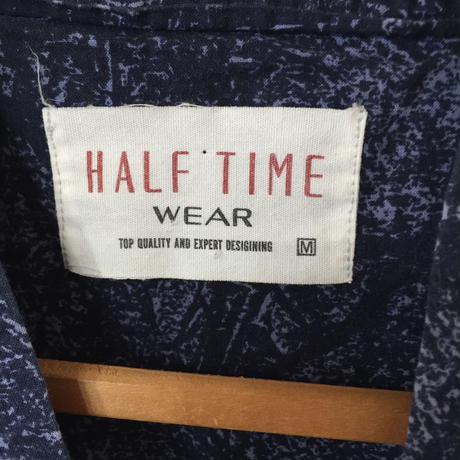 HALF TIME
WEAR
TOP QUALITY AND EXPERT DESIGINING M